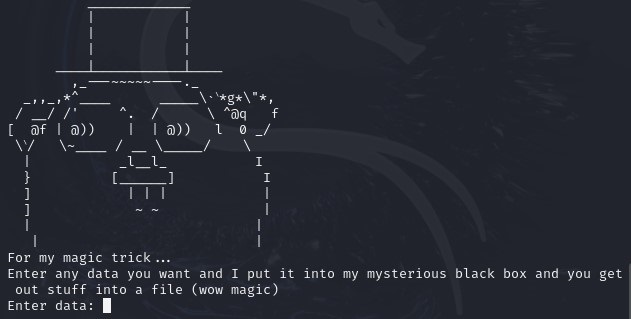 For my magic trick...
Enter any data you want and I put it into my mysterious black box and you get
out stuff into a file (wow magic)
Enter data: